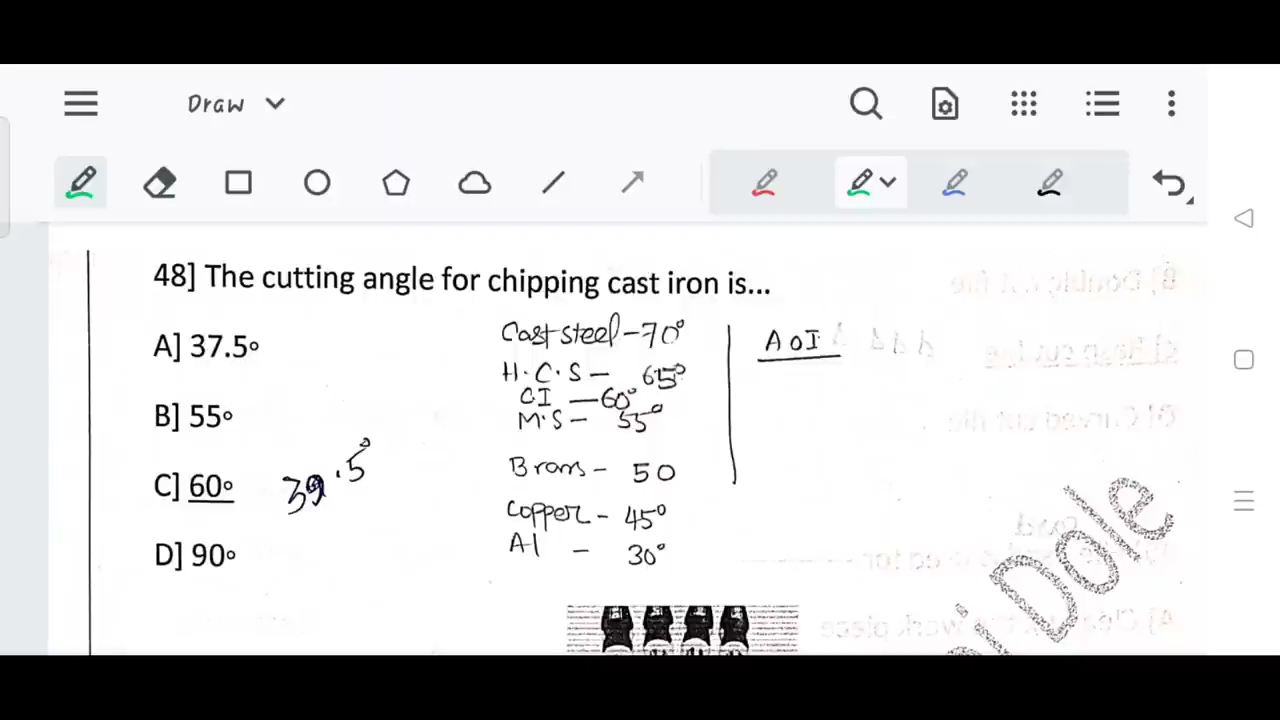 Draw
48] The cutting angle for chipping cast iron is...
A] 37.5°
B] 55°
C] 60°
D] 90°
39.5°
Cast steel - 70°
H.C.S - 65°
CI - 60°
M.S - 55°
Brass - 50
Copper - 45°
Al - 30°
AOI
Dole